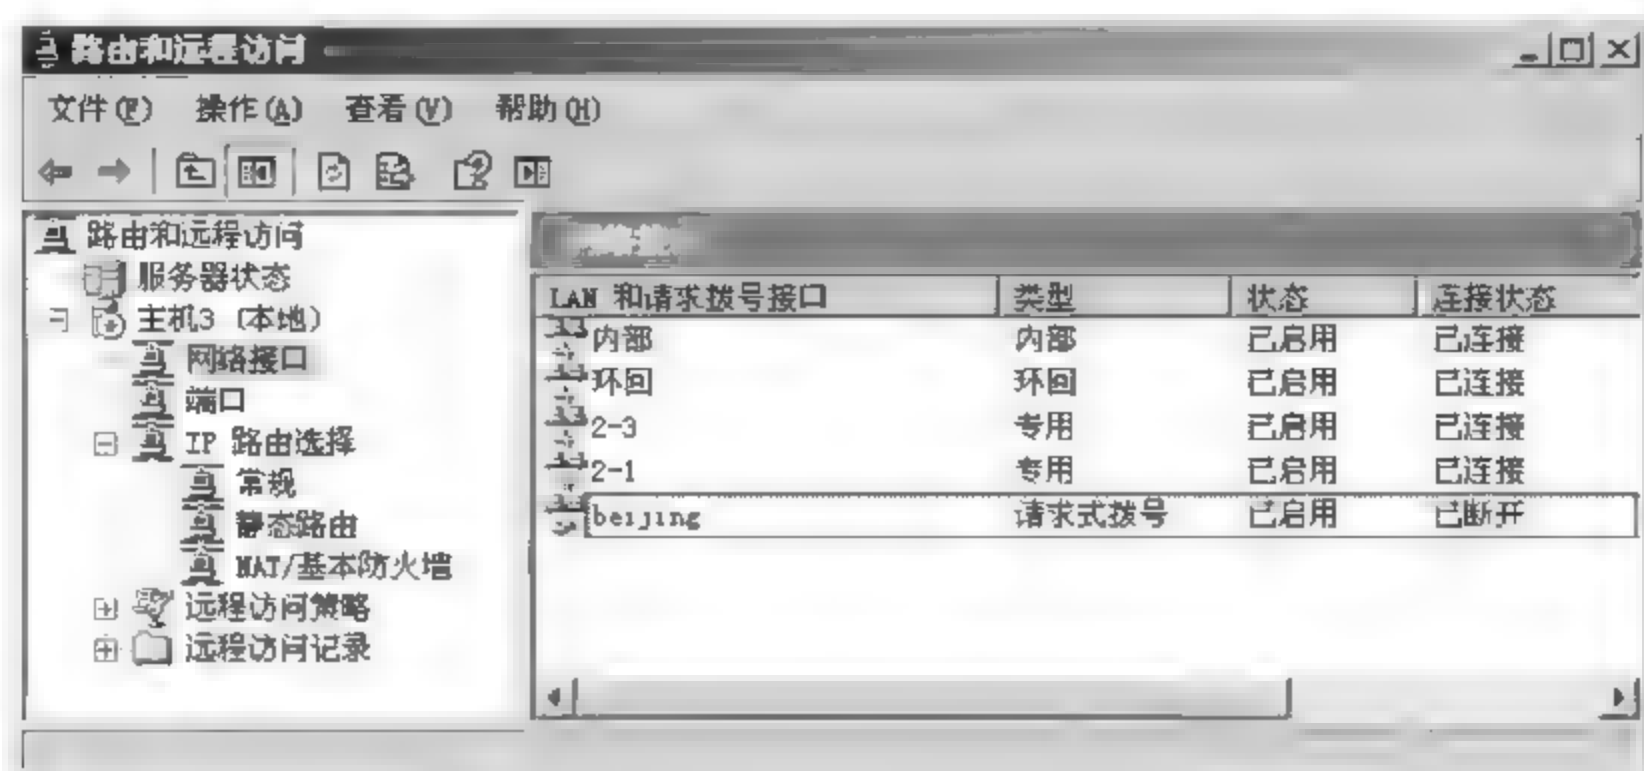 路由和远程访问
文件(F) 操作(A) 查看(V) 帮助(H)
路由和远程访问
服务器状态
主机3 (本地)
网络接口
端口
IP 路由选择
常规
静态路由
NAT/基本防火墙
远程访问策略
远程访问记录
LAN 和请求拨号接口 类型 状态 连接状态
内部 内部 已启用 已连接
环回 环回 已启用 已连接
2-3 专用 已启用 已连接
2-1 专用 已启用 已连接
beijing 请求式拨号 已启用 已断开